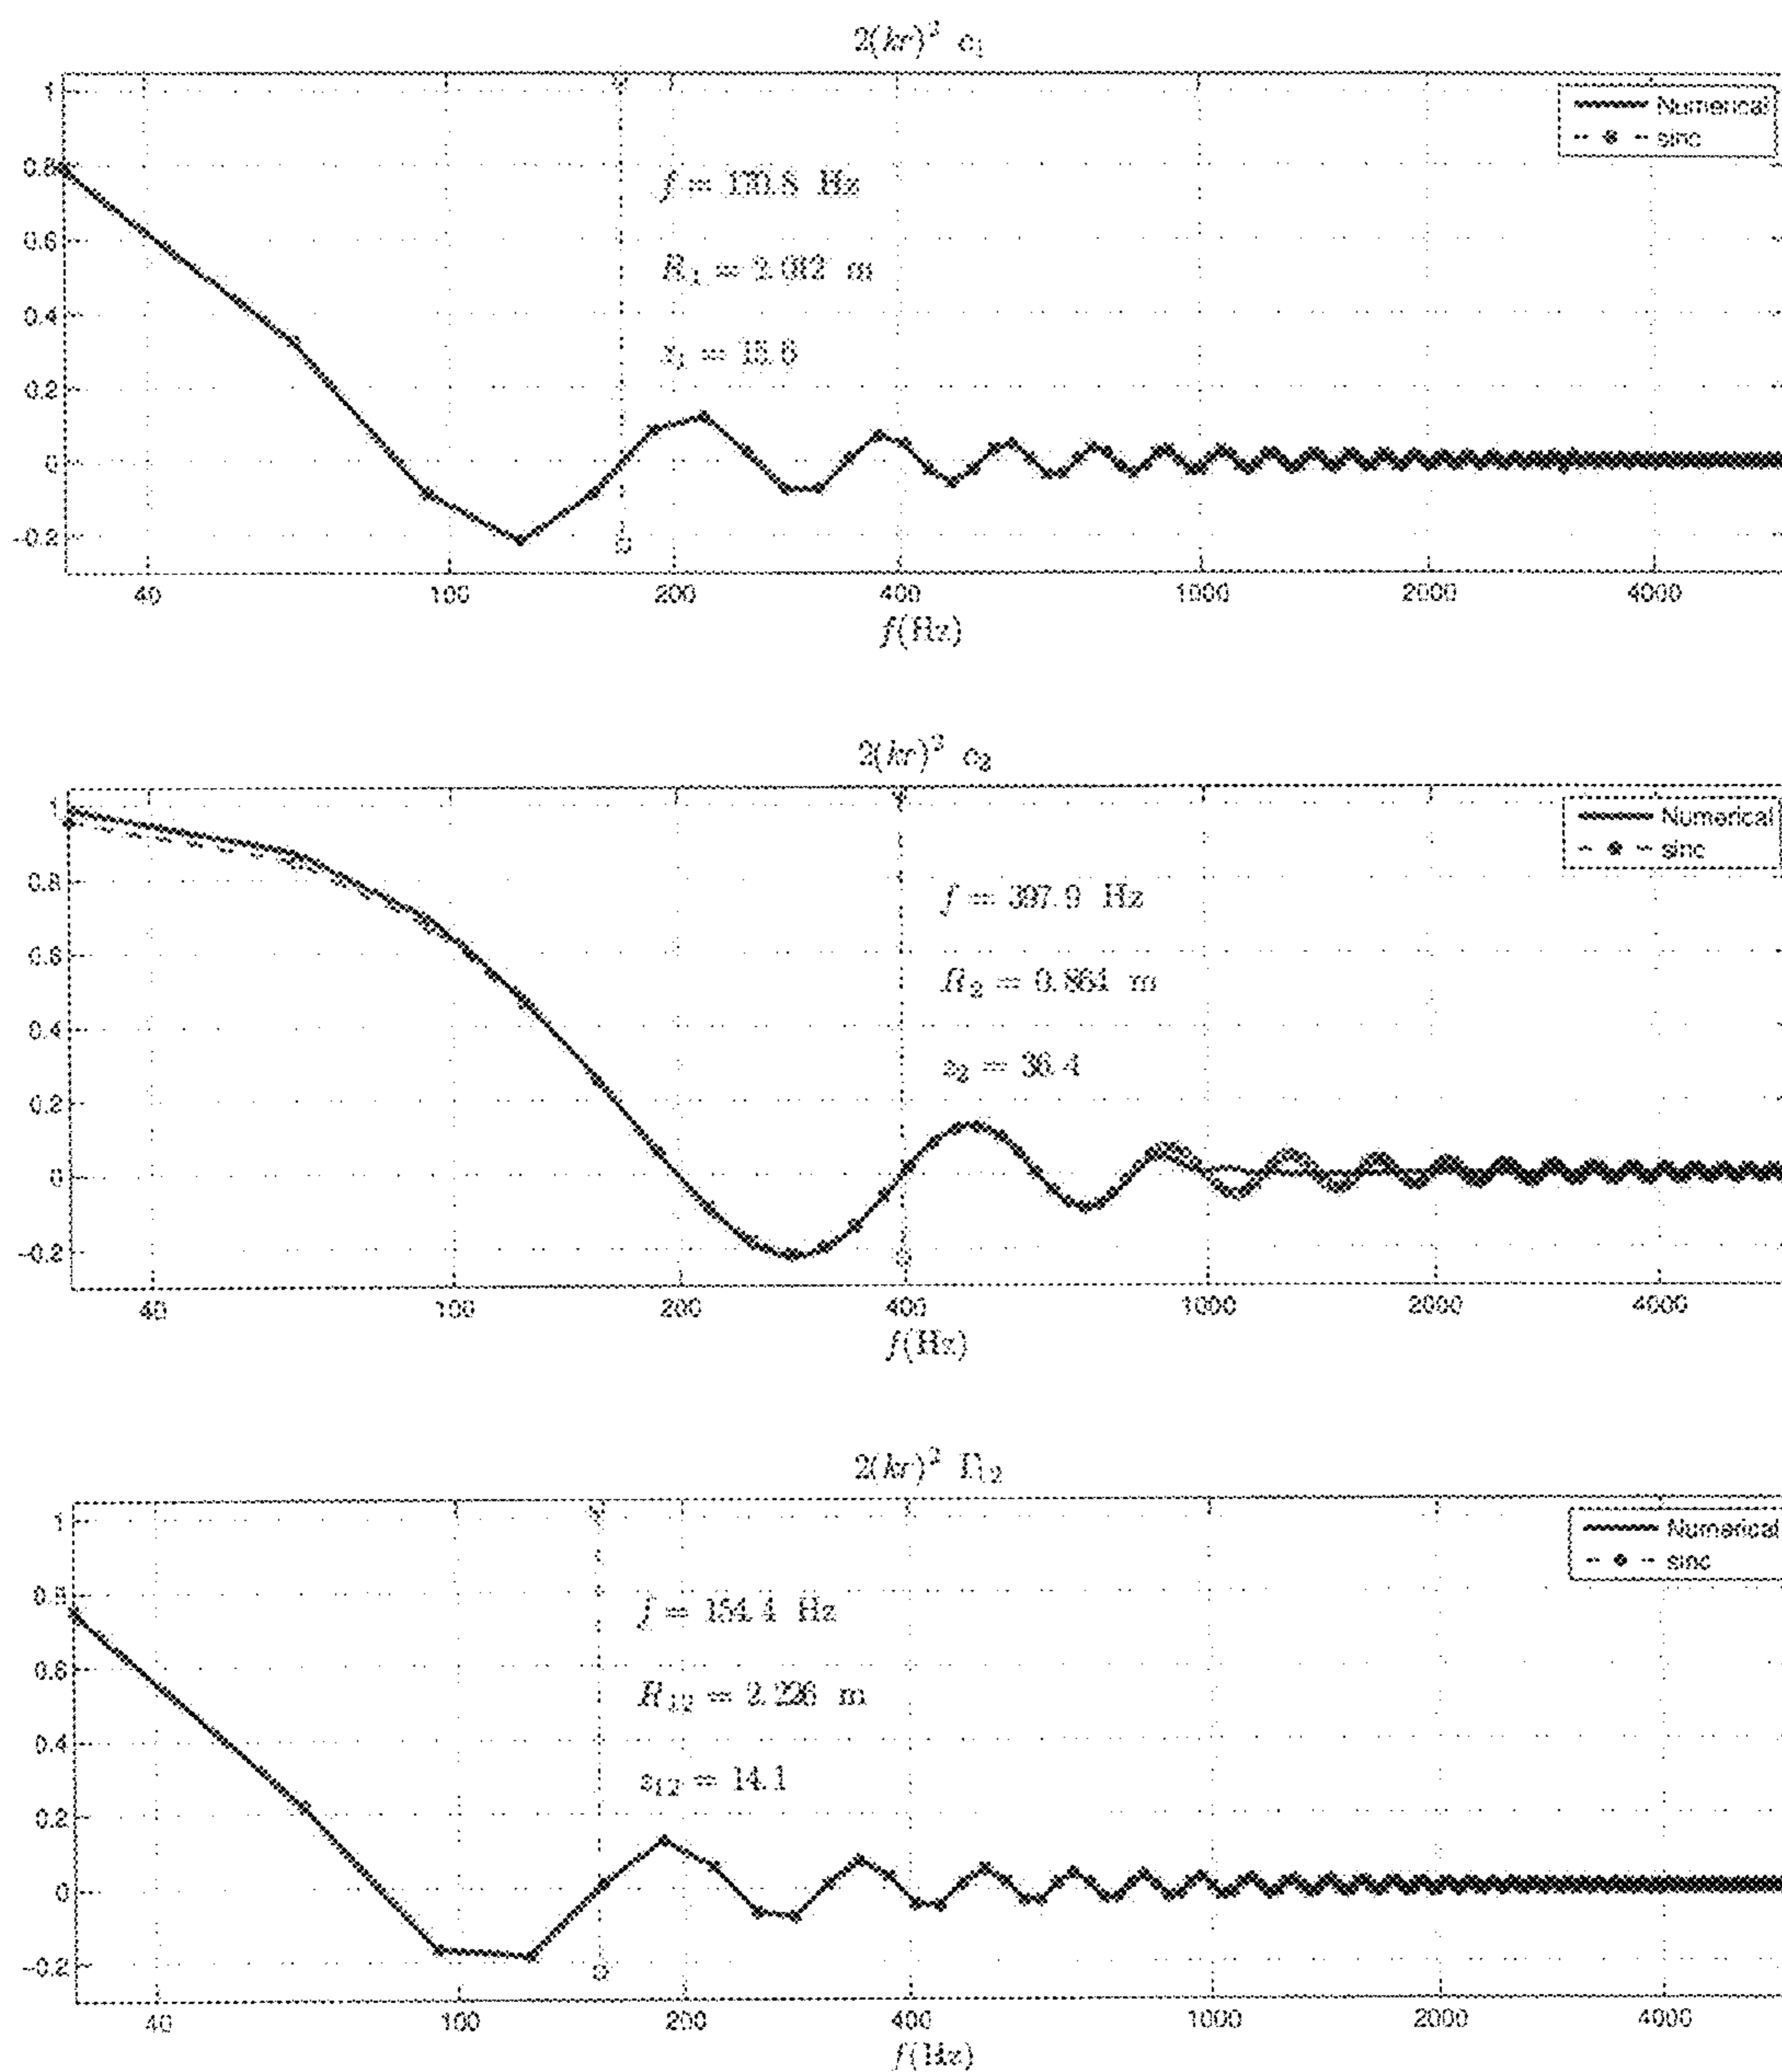 2(kr)² c₁
1
0.8
0.6
0.4
0.2
0
-0.2
Numerical
sinc
f = 170.8 Hz
R₁ = 2.012 m
z₁ = 15.6
40 100 200 400 1000 2000 4000
f(Hz)
2(kr)² c₂
1
0.8
0.6
0.4
0.2
0
-0.2
Numerical
sinc
f = 397.9 Hz
R₂ = 0.864 m
z₂ = 36.4
40 100 200 400 1000 2000 4000
f(Hz)
2(kr)²
1
0.8
0.6
0.4
0.2
0
-0.2
Numerical
sinc
f = 154.4 Hz
R₁₂ = 2.226 m
z₁₂ = 14.1
40 100 200 400 1000 2000 4000
f(Hz)